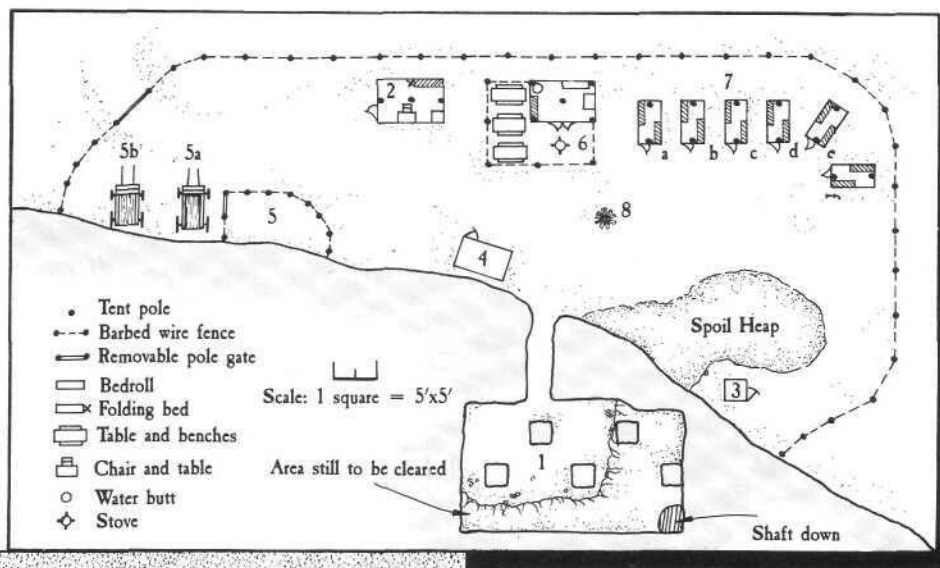 2
7
6
a
b
c
d
e
f
5b
5a
5
8
4
Tent pole
Barbed wire fence
Removable pole gate
Bedroll
Folding bed
Table and benches
Chair and table
Water butt
Stove
Scale: 1 square = 5'x5'
Spoil Heap
3
1
Area still to be cleared
Shaft down